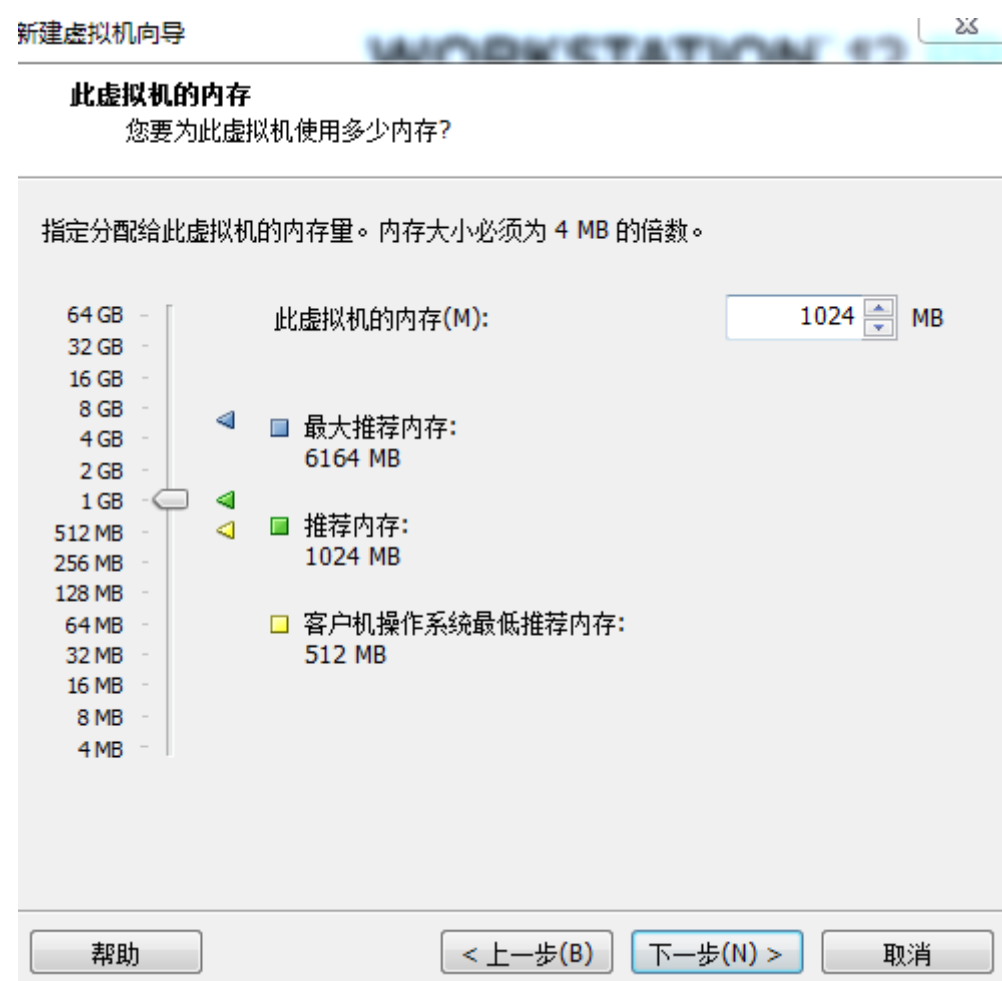 新建虚拟机向导
WORKSTATION 12
此虚拟机的内存
您要为此虚拟机使用多少内存?
指定分配给此虚拟机的内存量。内存大小必须为 4 MB 的倍数。
64 GB
此虚拟机的内存(M): 1024 MB
32 GB
16 GB
8 GB
最大推荐内存:
4 GB
6164 MB
2 GB
1 GB
推荐内存:
512 MB
1024 MB
256 MB
128 MB
64 MB
客户机操作系统最低推荐内存:
32 MB
512 MB
16 MB
8 MB
4 MB
帮助 < 上一步(B) 下一步(N) > 取消